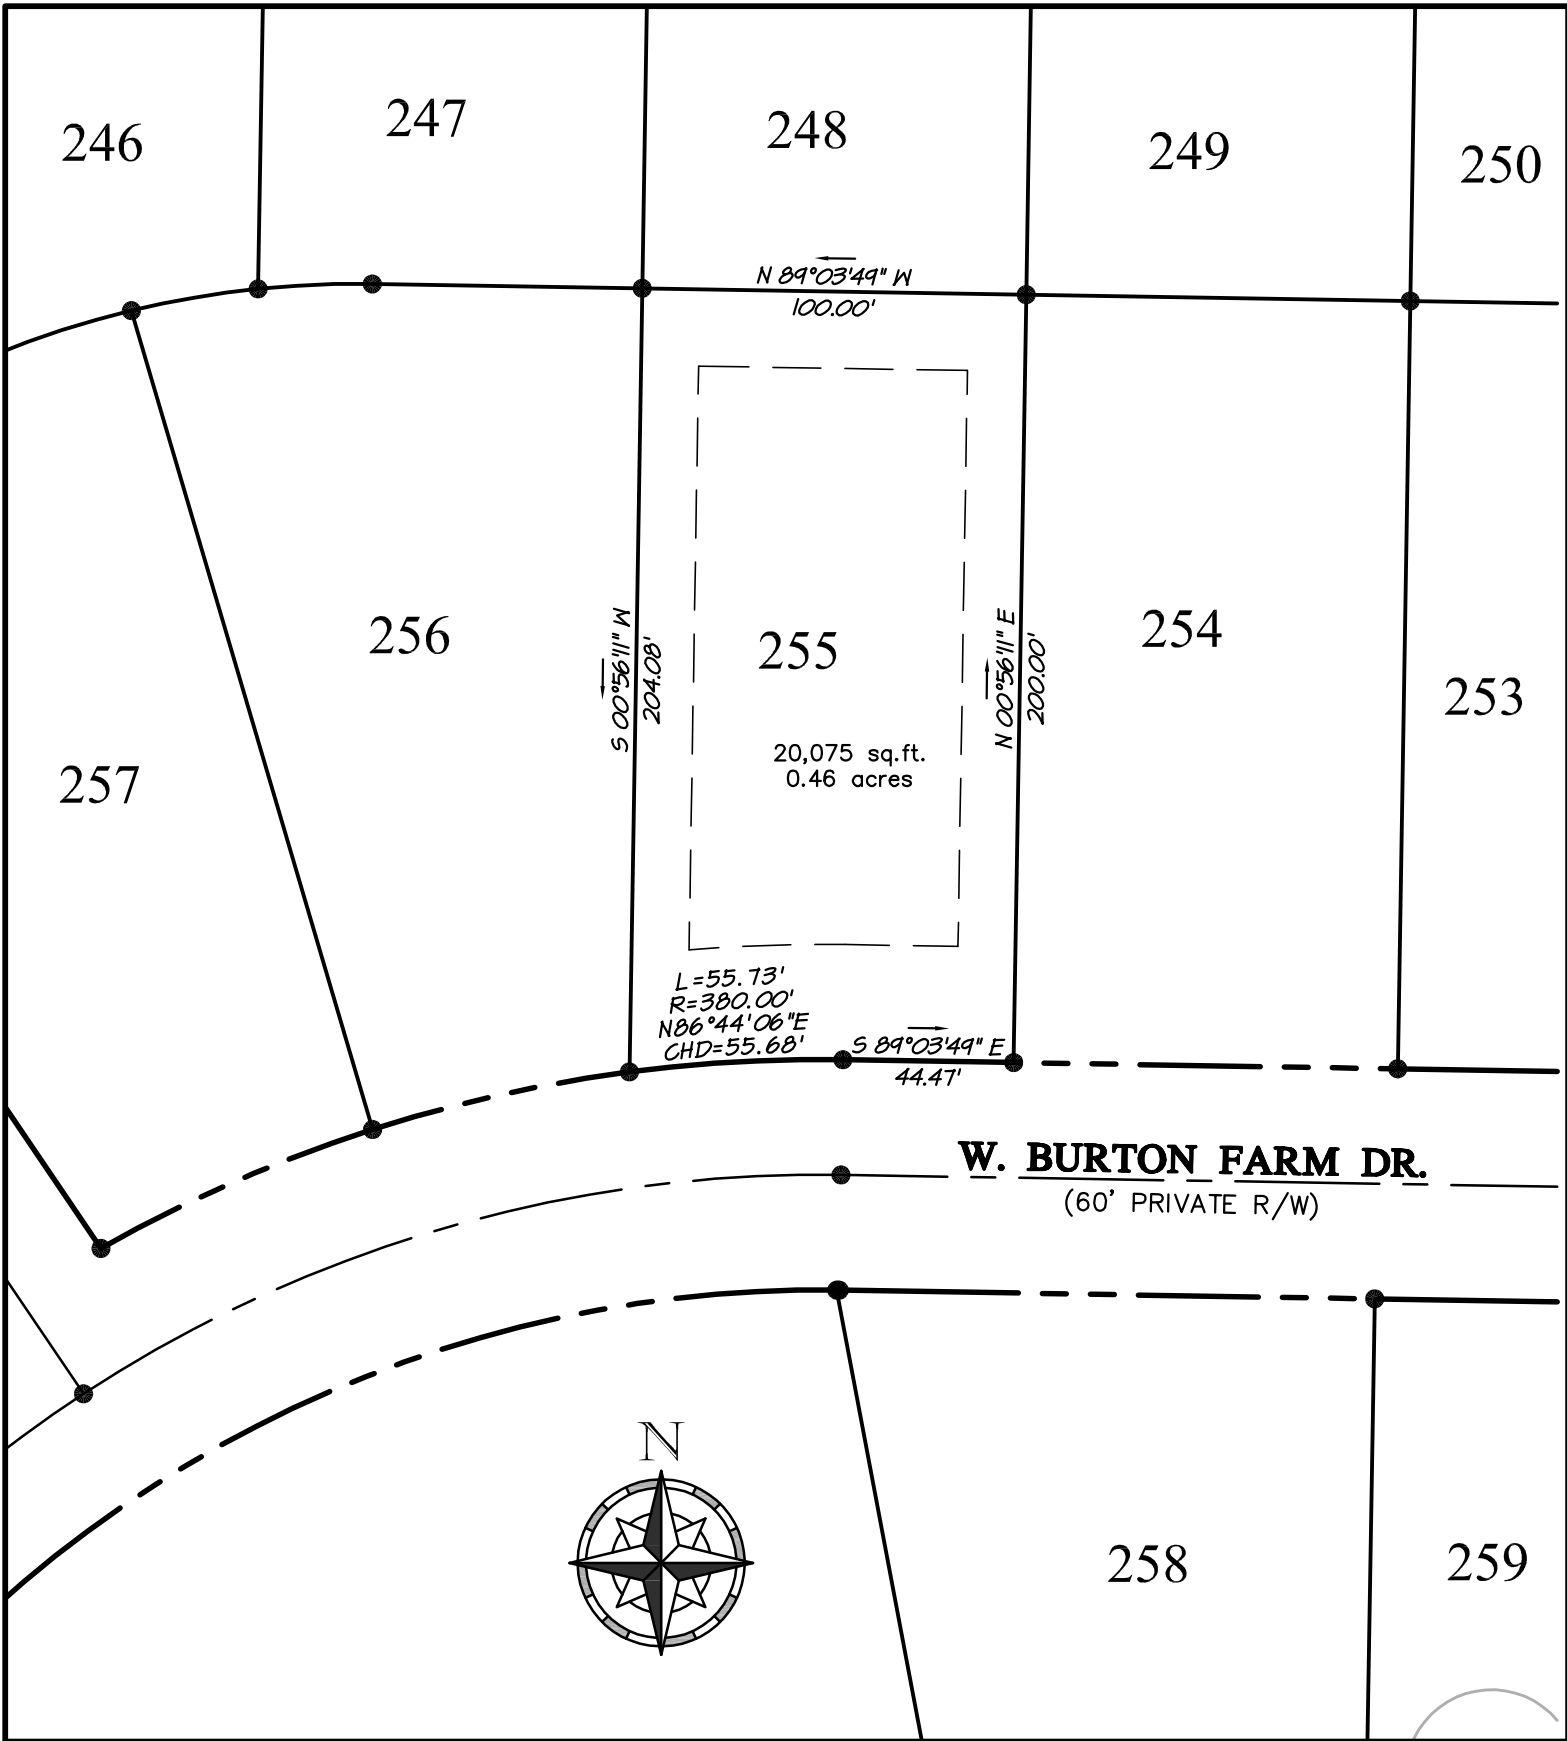 246
247
248
249
250
N 89°03'49" W
100.00'
256
255
254
253
257
S 00°56'11" W
204.08'
N 00°56'11" E
200.00'
20,075 sq.ft.
0.46 acres
L=55.73'
R=380.00'
N86°44'06"E
CHD=55.68'
S 89°03'49" E
44.47'
W. BURTON FARM DR.
(60' PRIVATE R/W)
N
258
259